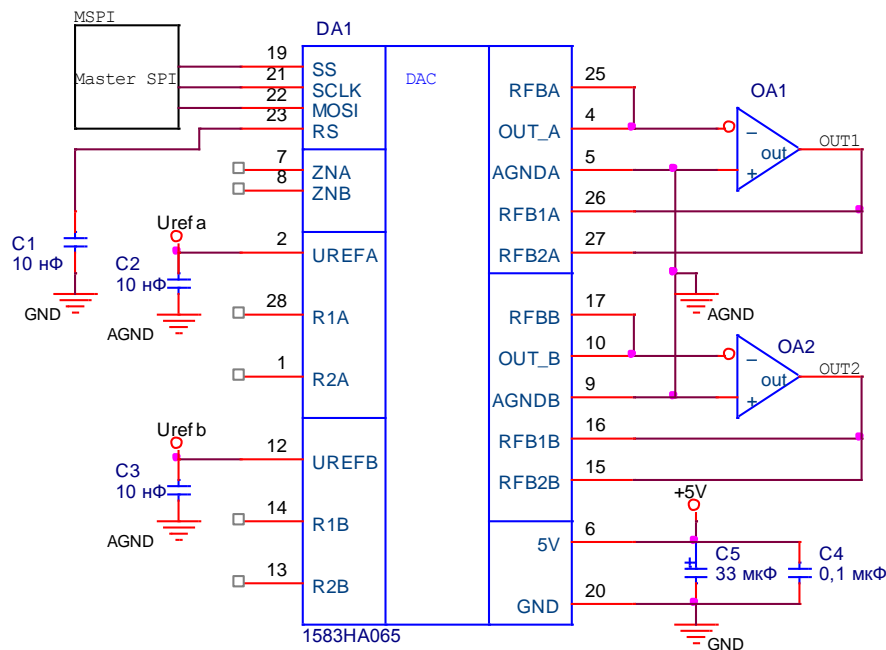 MSPI
Master SPI
DA1
DAC
19
SS
21
SCLK
22
MOSI
23
RS
7
ZNA
8
ZNB
2
UREFA
28
R1A
1
R2A
12
UREFB
14
R1B
13
R2B
1583HA065
C1
10 нФ
GND
Urefa
C2
10 нФ
AGND
Urefb
C3
10 нФ
AGND
RFBA
25
OUT_A
4
AGNDA
5
RFB1A
26
RFB2A
27
RFBB
17
OUT_B
10
AGNDB
9
RFB1B
16
RFB2B
15
5V
6
GND
20
OA1
−
out
+
OUT1
AGND
OA2
−
out
+
OUT2
+5V
+
C5
33 мкФ
C4
0,1 мкФ
GND